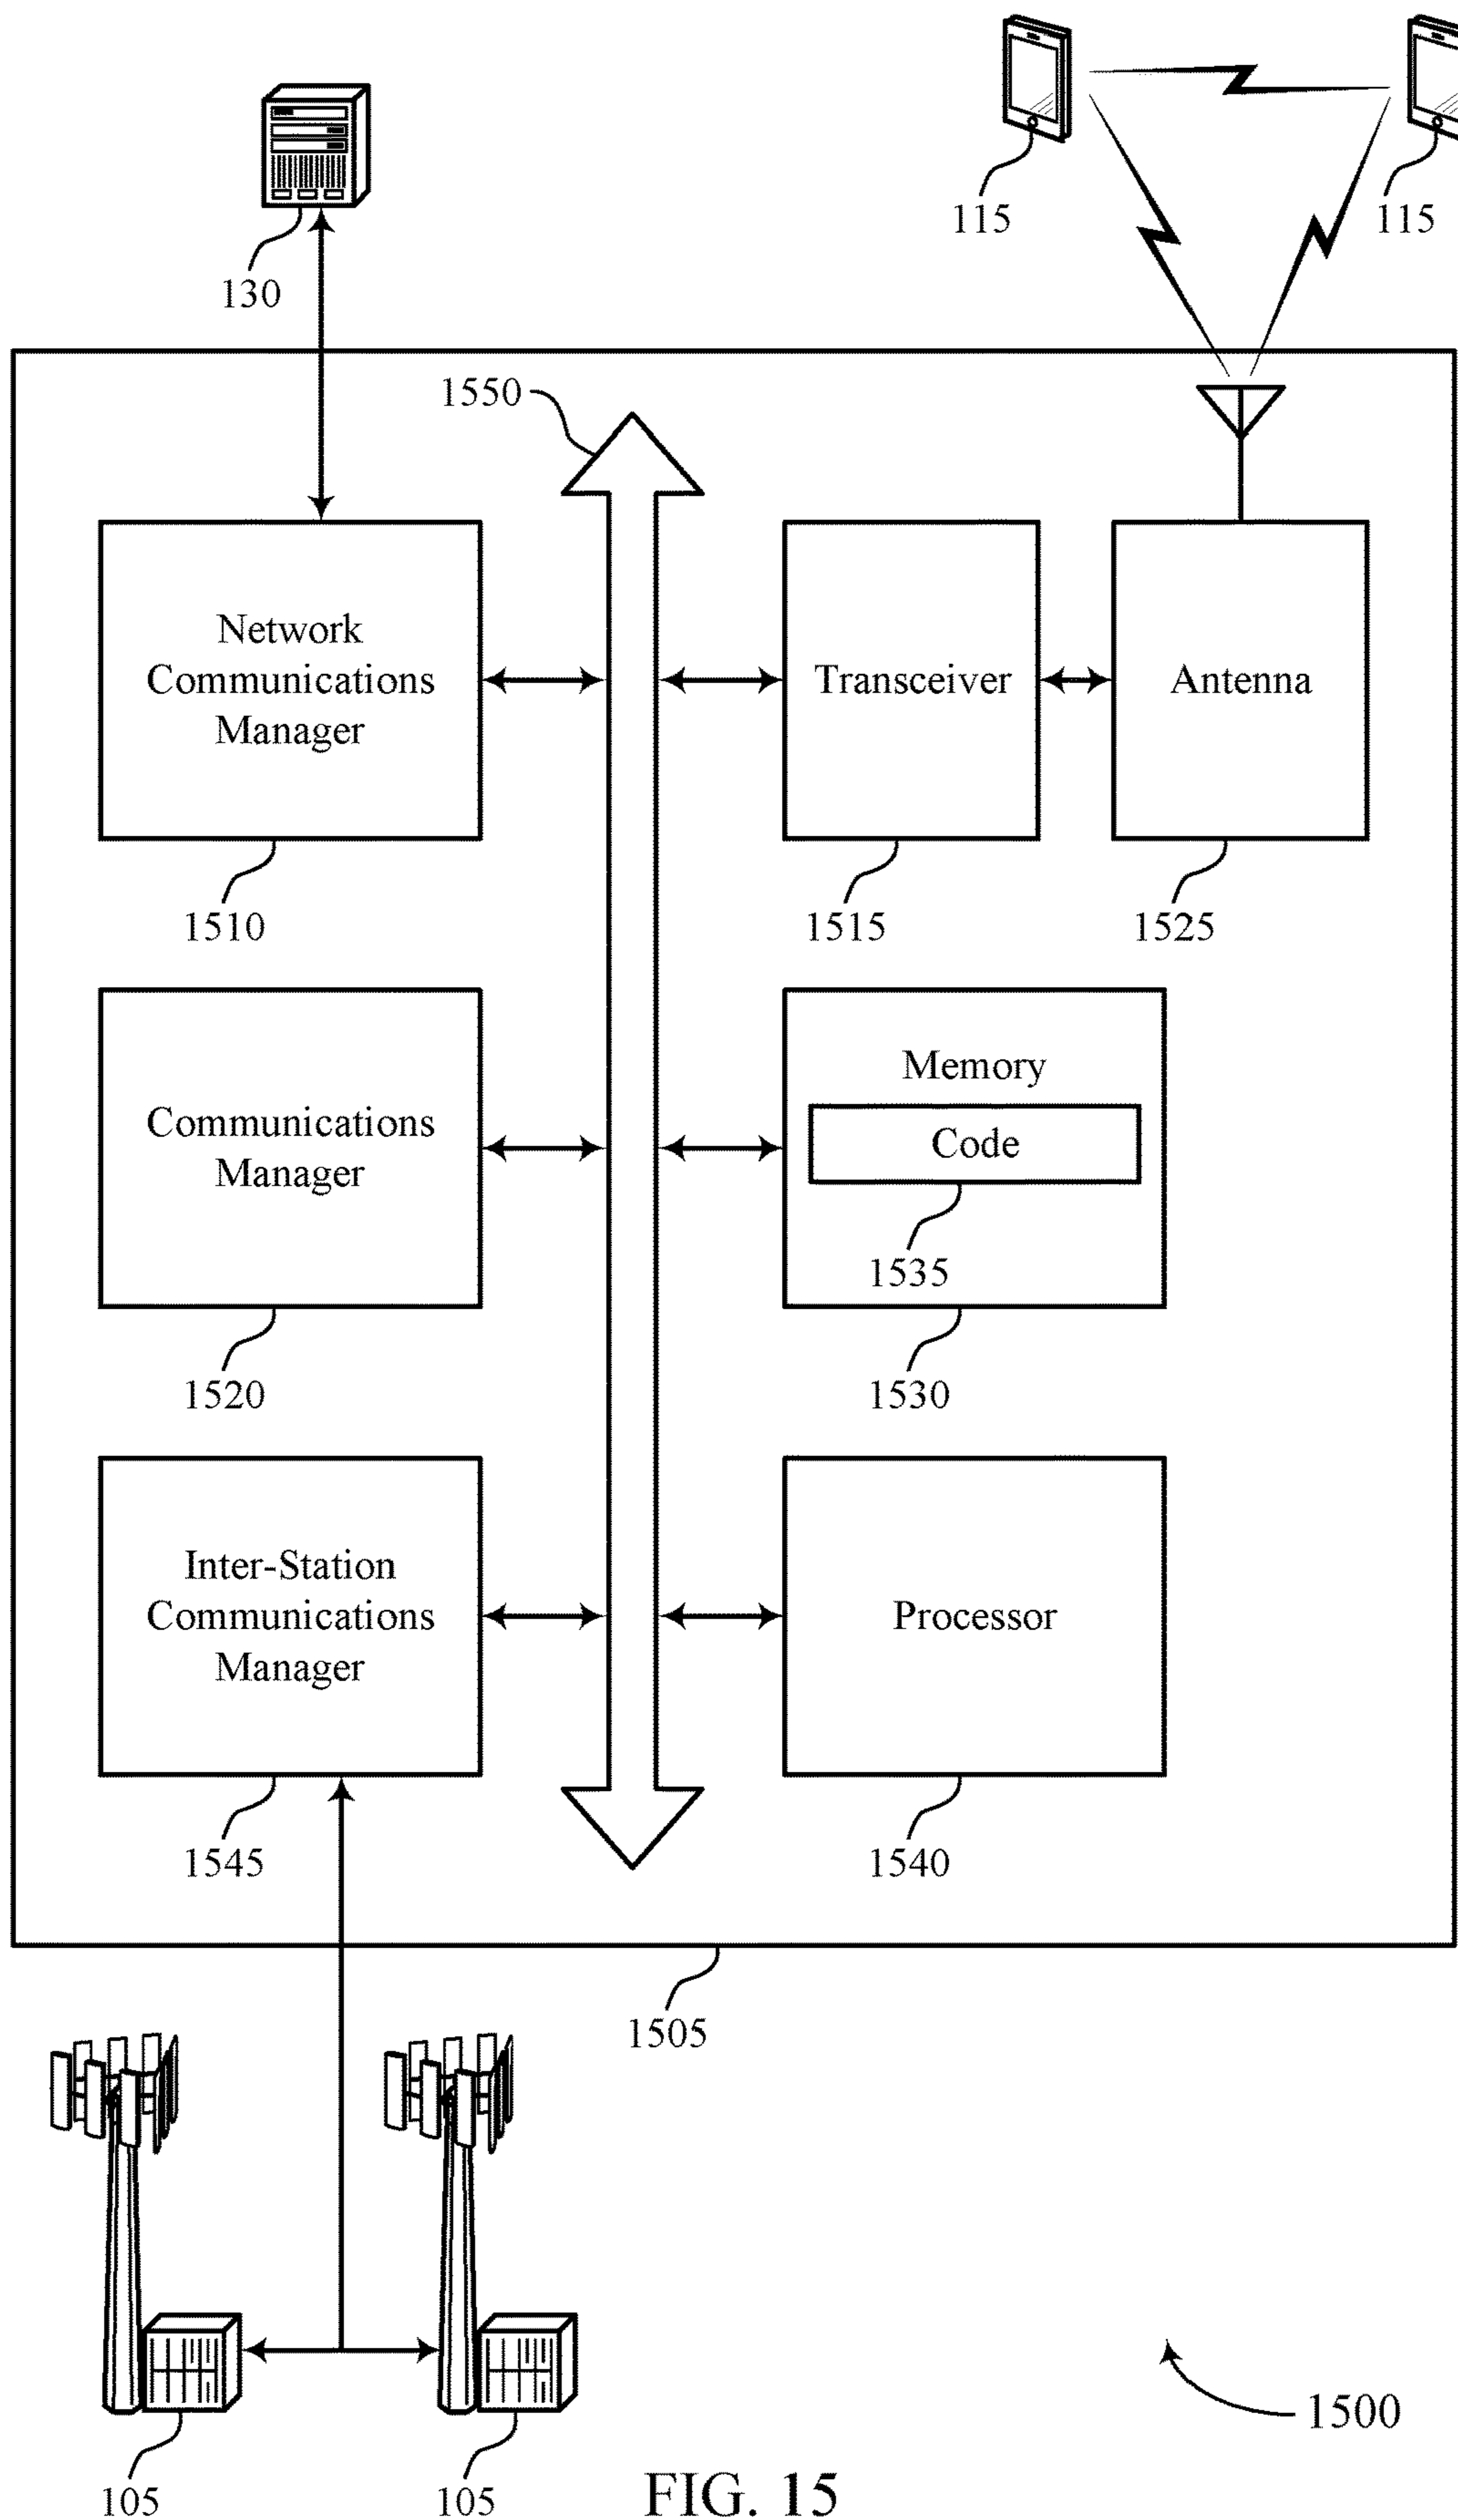 115
115
130
1550
Network
Communications
Manager
Transceiver
Antenna
1510
1515
1525
Communications
Manager
Memory
Code
1535
1520
1530
Inter-Station
Communications
Manager
Processor
1545
1540
1505
1500
105
105
FIG. 15